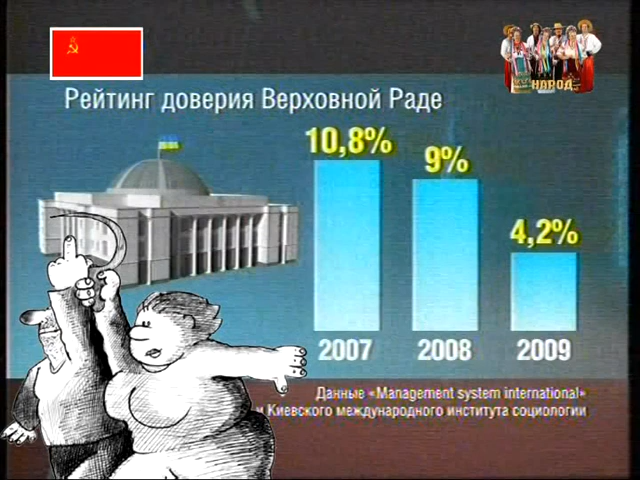 НАРОД
Рейтинг доверия Верховной Раде
10,8%
9%
4,2%
2007 2008 2009
Данные «Management system international»
и Киевского международного института социологии